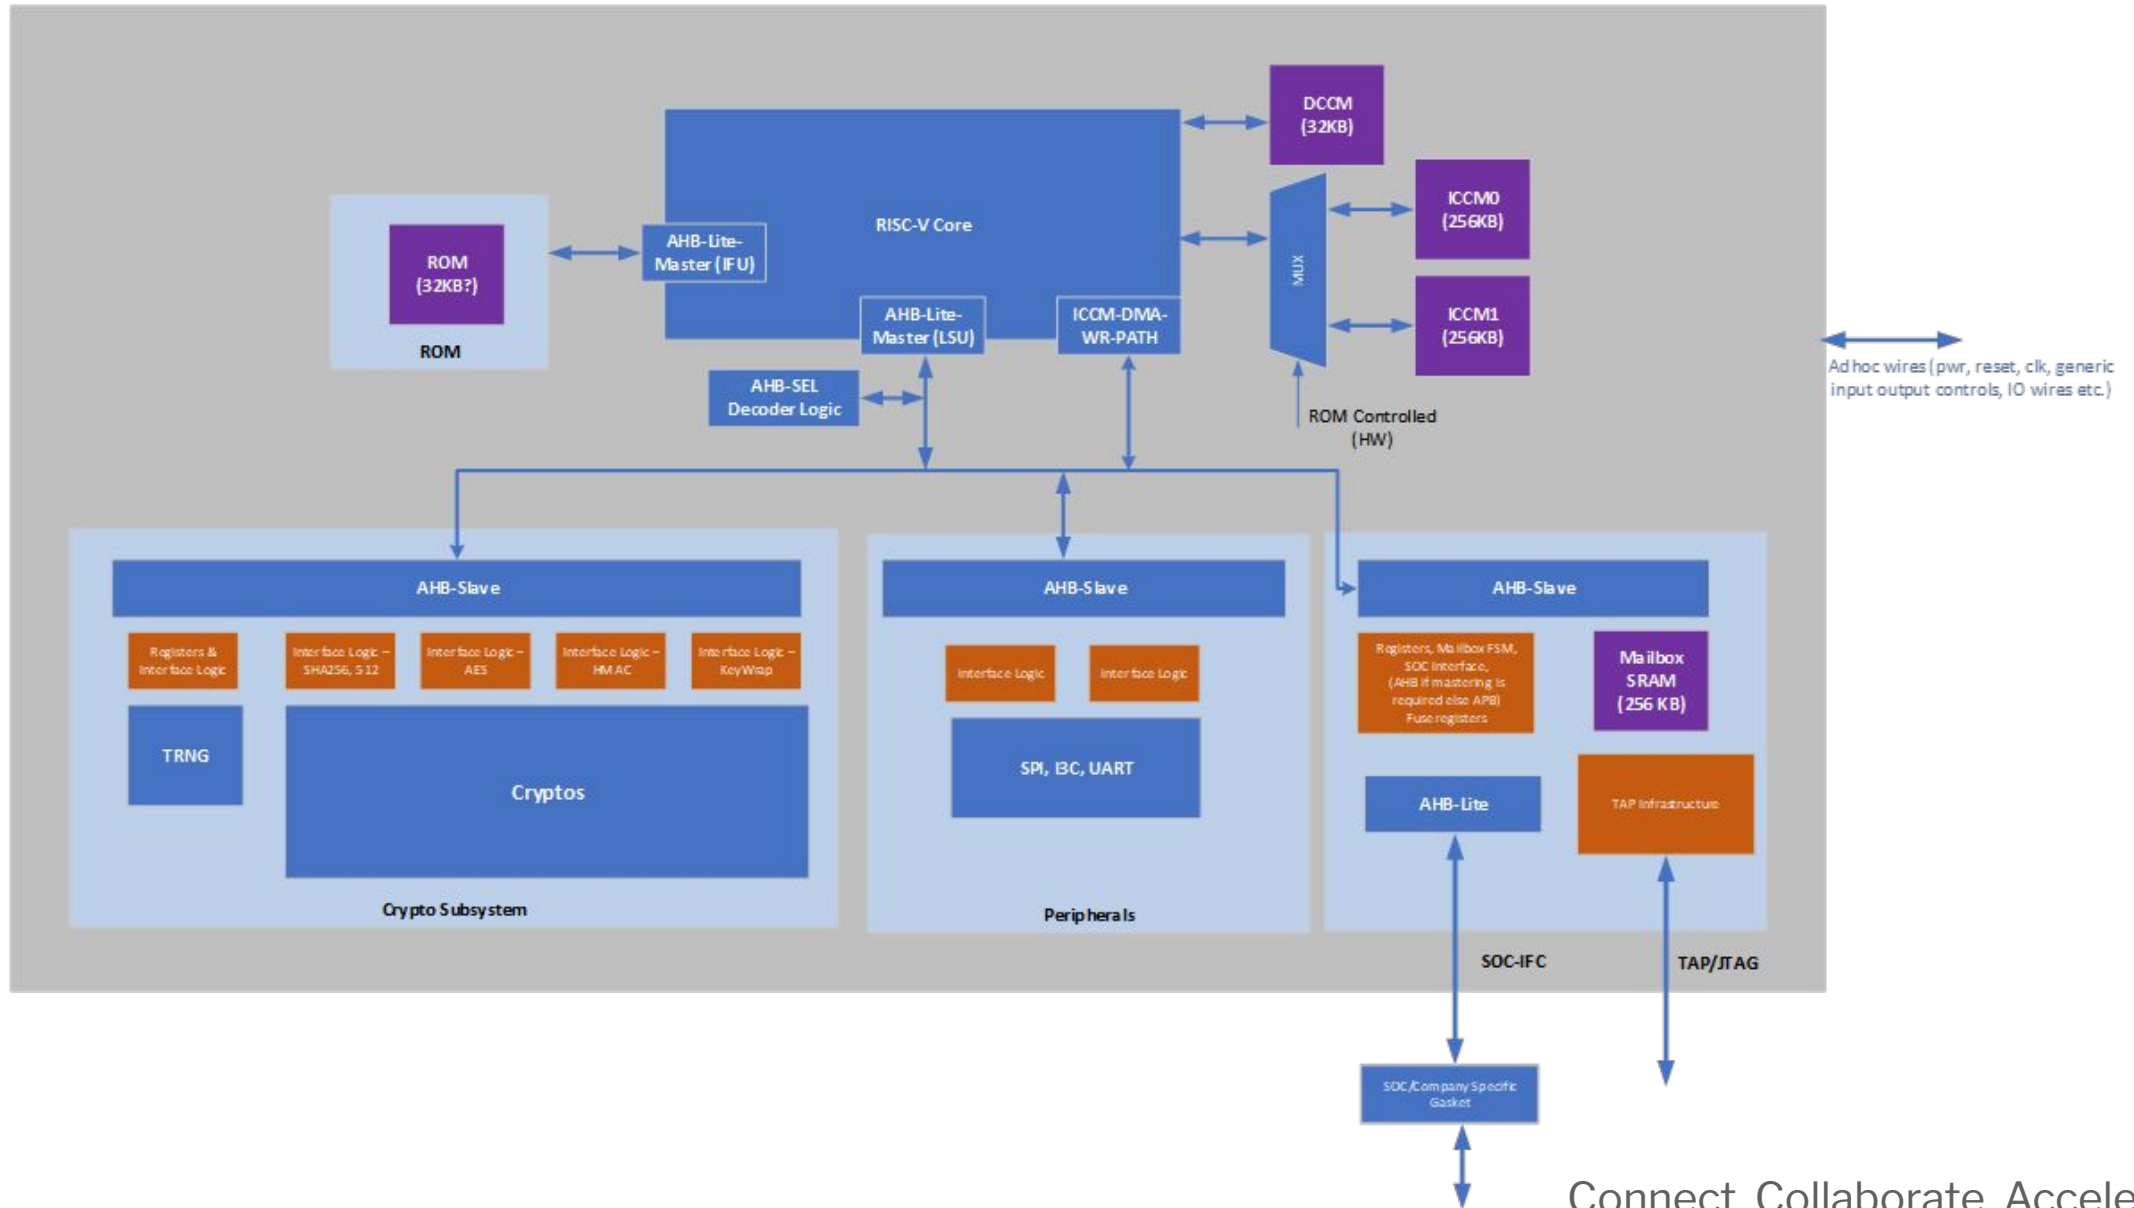 DCCM
(32KB)
ICCM0
(256KB)
RISC-V Core
AHB-Lite-
Master (IFU)
ROM
(32KB?)
ROM
MUX
AHB-Lite-
Master (LSU)
ICCM-DMA-
WR-PATH
ICCM1
(256KB)
Ad hoc wires (pwr, reset, clk, generic
input output controls, IO wires etc.)
AHB-SEL
Decoder Logic
ROM Controlled
(HW)
AHB-Slave
AHB-Slave
AHB-Slave
Registers &
Interface Logic
Interface Logic –
SHA256, 512
Interface Logic –
AES
Interface Logic –
HMAC
Interface Logic –
KeyWrap
Interface Logic
Interface Logic
Registers, Mailbox FSM,
SOC Interface,
(AHB if mastering is
required else APB)
Fuse registers
Mailbox
SRAM
(256 KB)
TRNG
Cryptos
SPI, I3C, UART
AHB-Lite
TAP Infrastructure
Crypto Subsystem
Peripherals
SOC-IFC
TAP/JTAG
SOC/Company Specific
Gasket
Connect. Collaborate. Accele